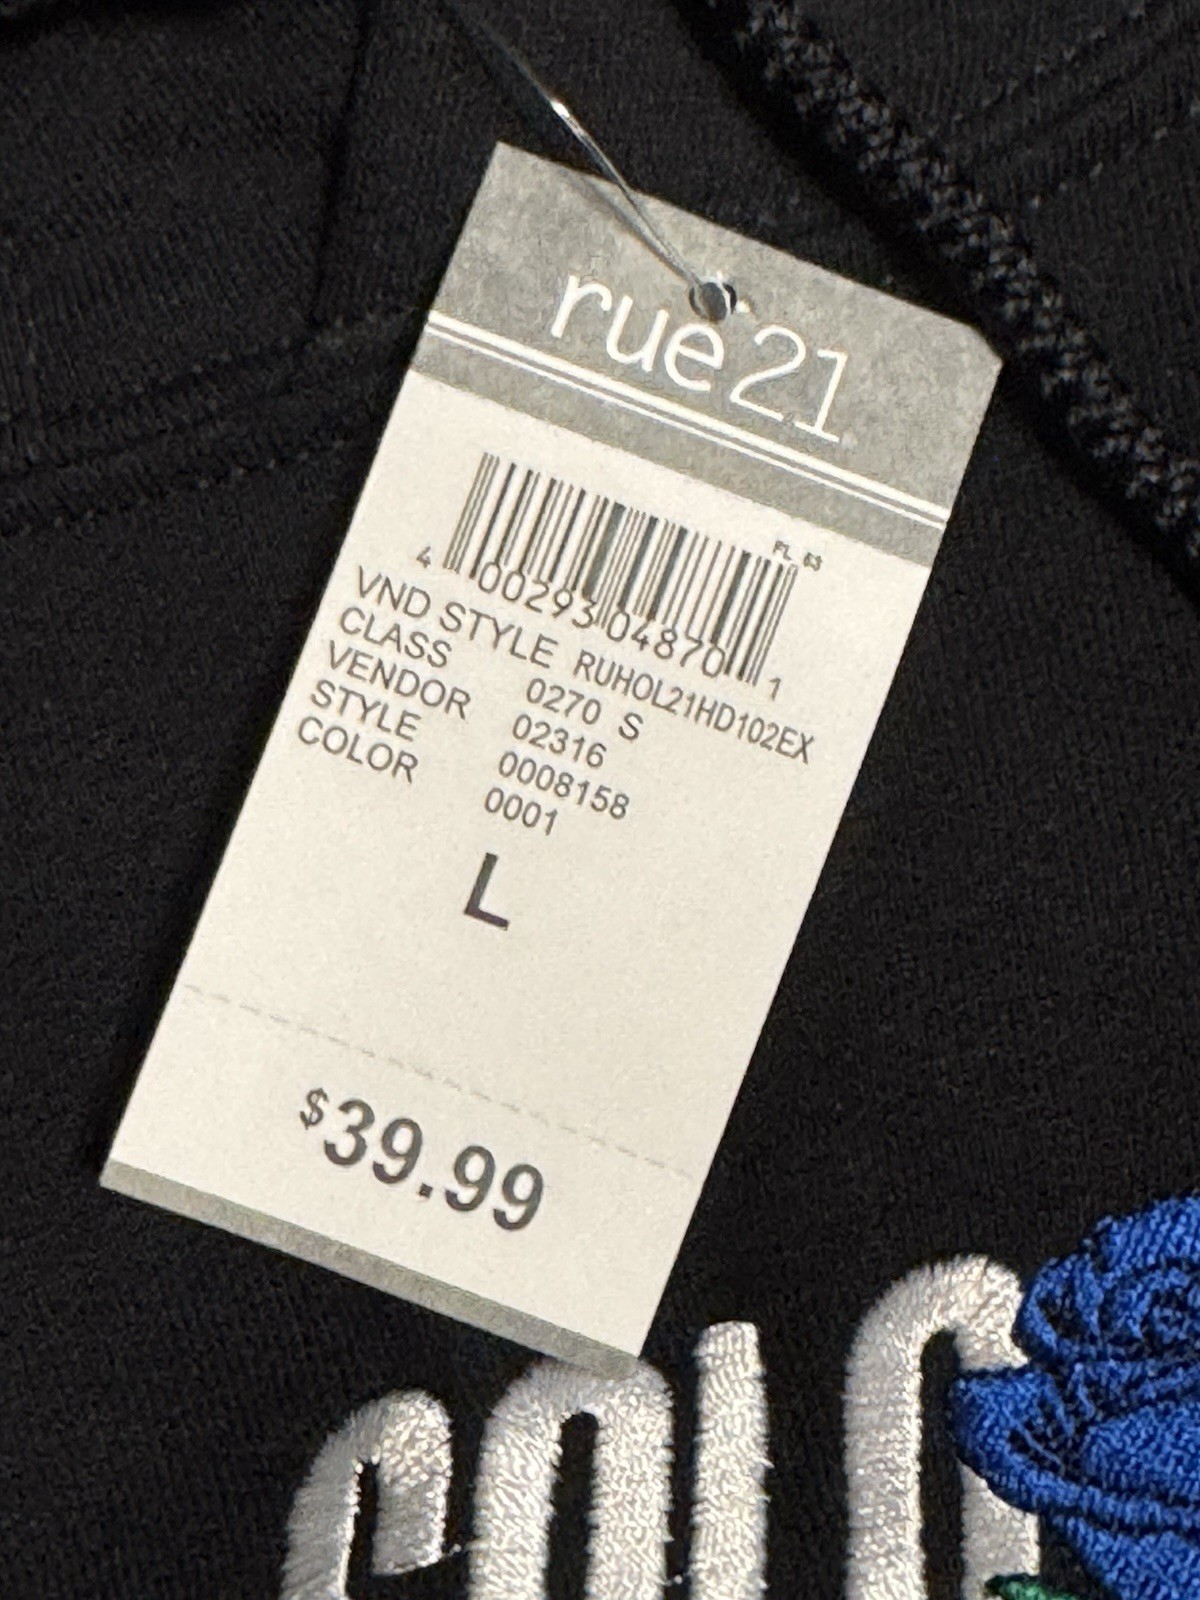 rue21
FL 63
4 00293 04870 1
VND STYLE RUHOL21HD102EX
CLASS 0270 S
VENDOR 02316
STYLE 0008158
COLOR 0001
L
$39.99